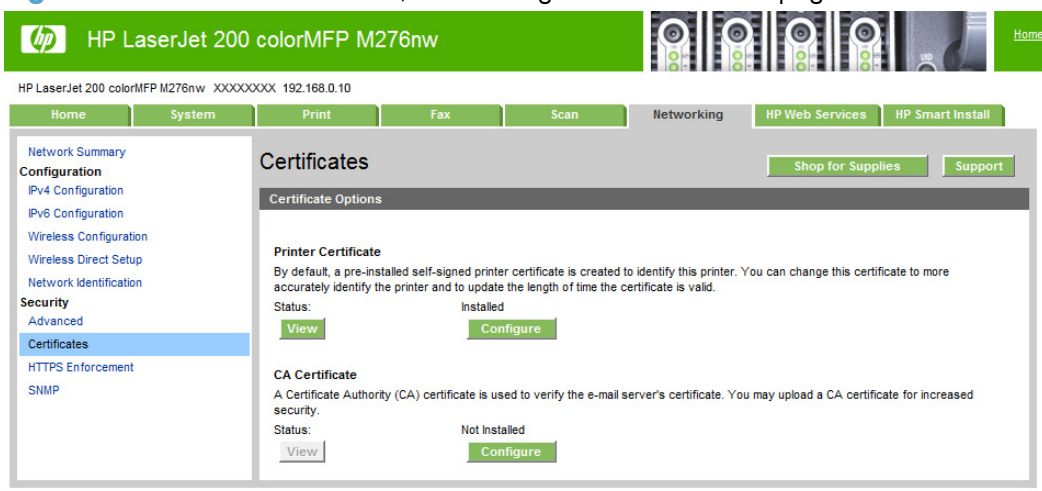 hp HP LaserJet 200 colorMFP M276nw
UID
Home
HP LaserJet 200 colorMFP M276nw XXXXXXXX 192.168.0.10
Home System Print Fax Scan Networking HP Web Services HP Smart Install
Network Summary
Configuration
IPv4 Configuration
IPv6 Configuration
Wireless Configuration
Wireless Direct Setup
Network Identification
Security
Advanced
Certificates
HTTPS Enforcement
SNMP
Certificates
Shop for Supplies Support
Certificate Options
Printer Certificate
By default, a pre-installed self-signed printer certificate is created to identify this printer. You can change this certificate to more
accurately identify the printer and to update the length of time the certificate is valid.
Status: Installed
View Configure
CA Certificate
A Certificate Authority (CA) certificate is used to verify the e-mail server's certificate. You may upload a CA certificate for increased
security.
Status: Not Installed
View Configure